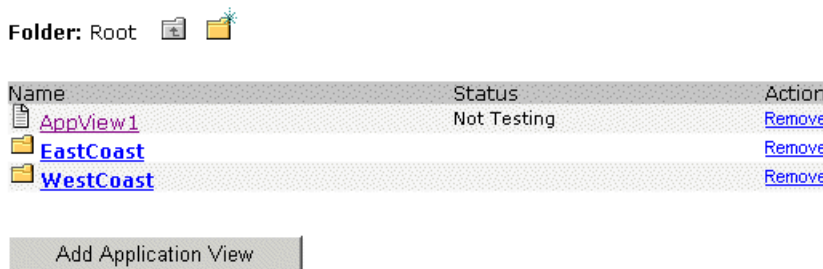 Folder: Root
Name Status Action
AppView1 Not Testing Remove
EastCoast Remove
WestCoast Remove
Add Application View